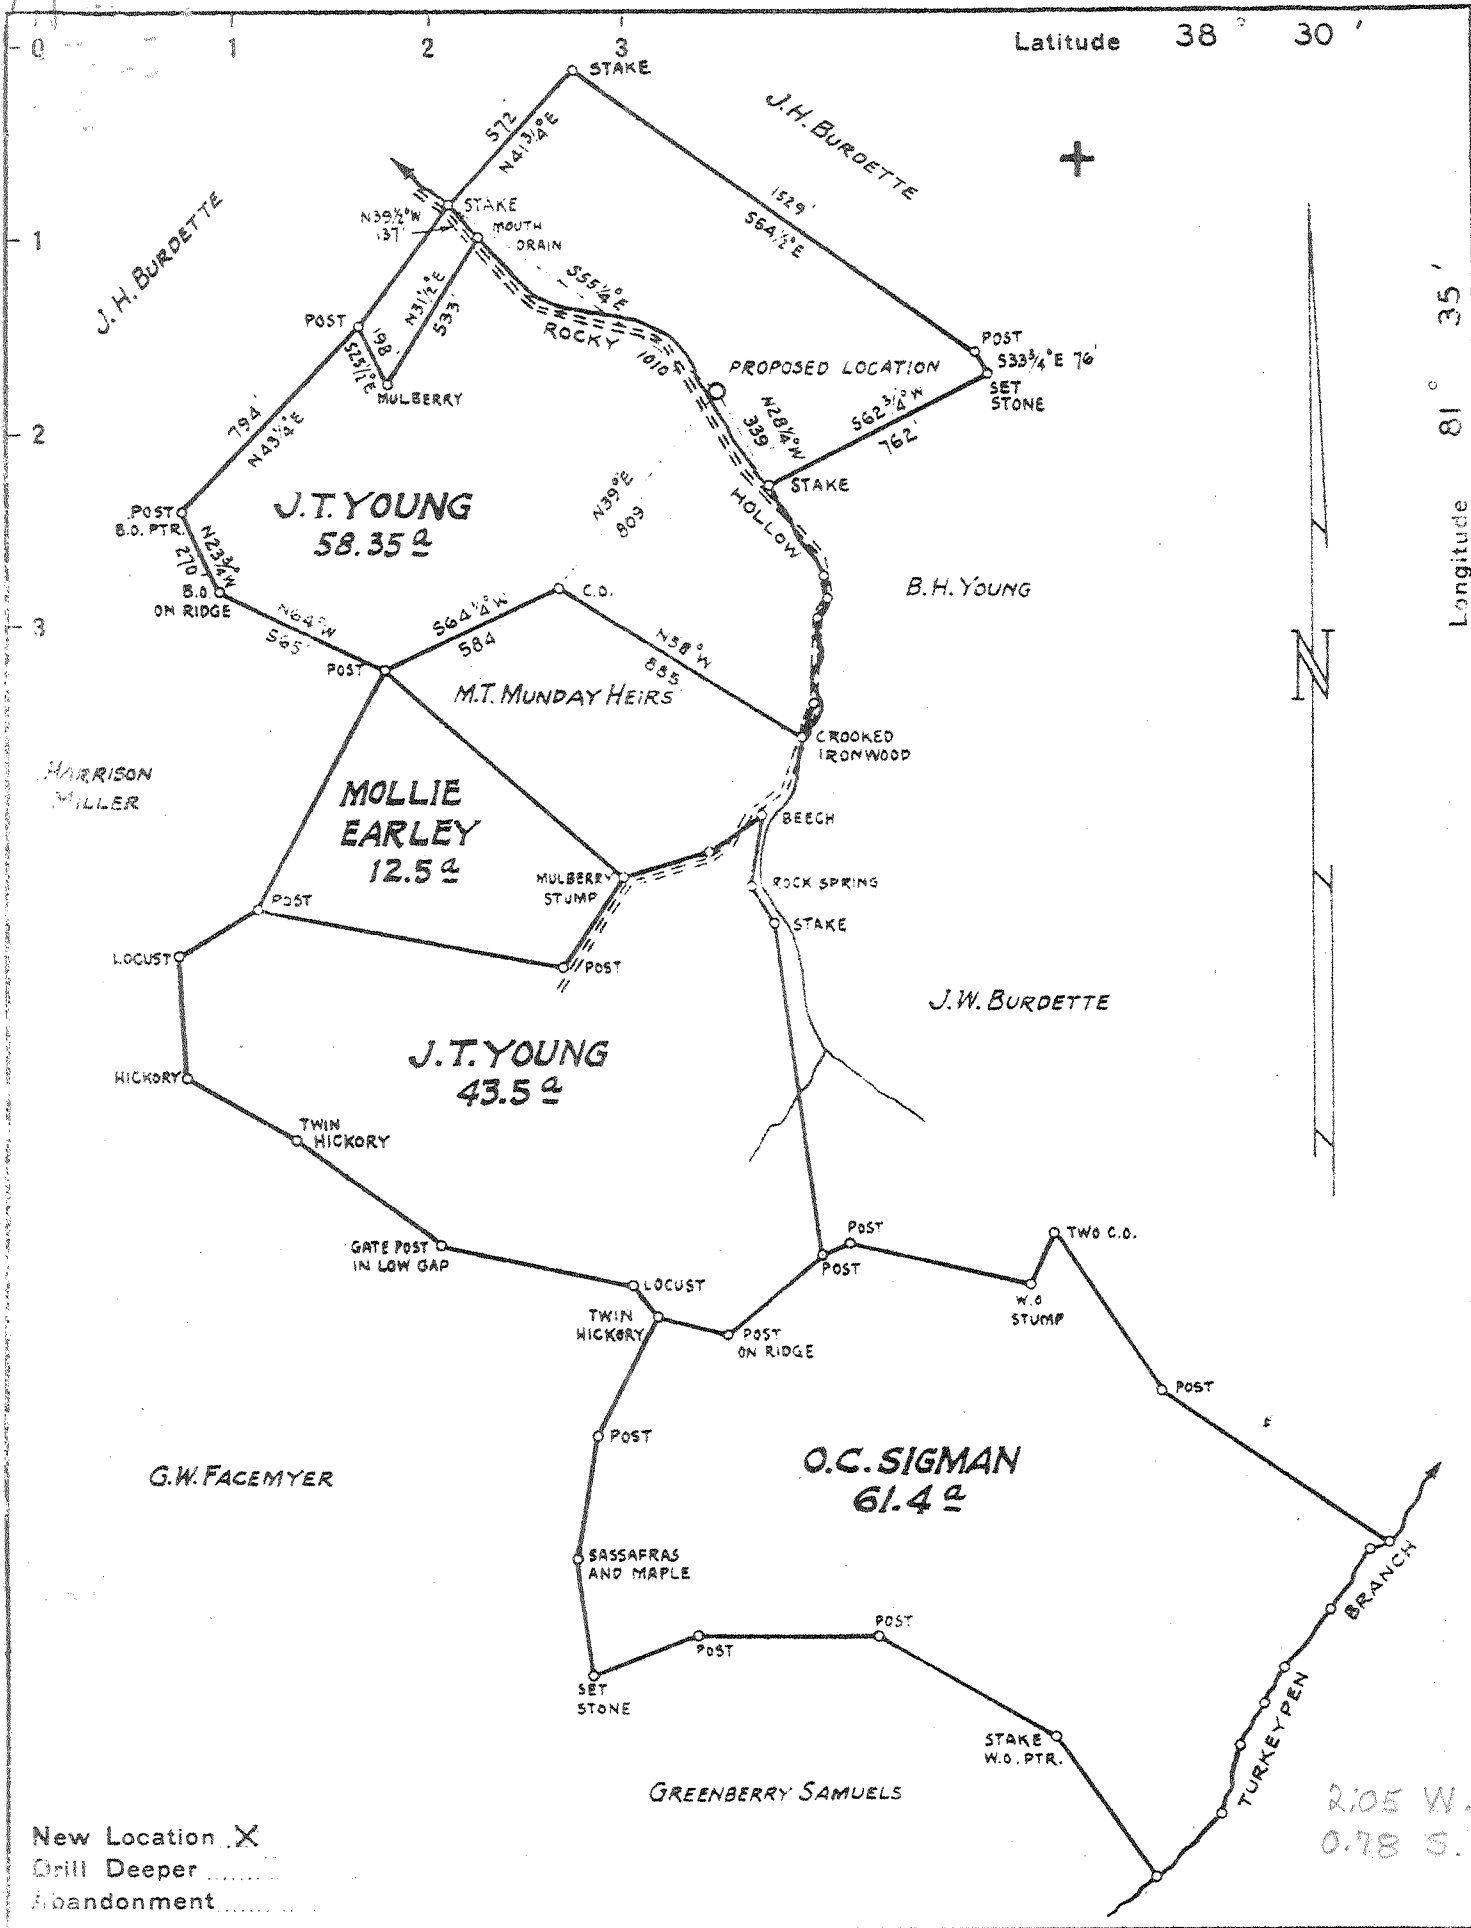 0 1 2 3
Latitude 38° 30'
STAKE
J.H. BURDETTE
572'
N41¾°E
1529'
S64½°E
J.H. BURDETTE
1
N39½°W
137'
STAKE
MOUTH
DRAIN
S55¼°E
1010
N31½°E
533'
POST
198'
S25½°E
MULBERRY
ROCKY
HOLLOW
PROPOSED LOCATION
POST
S33¾°E 76'
SET
STONE
S62¾°W
762'
N28¼°W
339
STAKE
Longitude 81° 35'
2
794'
N43¼°E
POST
B.O. PTR.
N23¾°W
270'
B.O.
ON RIDGE
J.T. YOUNG
58.35 a
N39°E
809
B.H. YOUNG
3
N64°W
565'
S64¼°W
584
C.O.
N58°W
885
POST
M.T. MUNDAY HEIRS
N
CROOKED
IRONWOOD
HARRISON
MILLER
MOLLIE
EARLEY
12.5 a
BEECH
MULBERRY
STUMP
ROCK SPRING
POST
STAKE
LOCUST
POST
J.W. BURDETTE
J.T. YOUNG
43.5 a
HICKORY
TWIN
HICKORY
GATE POST
IN LOW GAP
POST
POST
TWO C.O.
LOCUST
W.O
STUMP
TWIN
HICKORY
POST
ON RIDGE
POST
POST
G.W. FACEMYER
O.C. SIGMAN
61.4 a
SASSAFRAS
AND MAPLE
BRANCH
TURKEYPEN
POST
POST
SET
STONE
STAKE
W.O. PTR.
GREENBERRY SAMUELS
2.05 W.
0.78 S.
New Location X
Drill Deeper
Abandonment